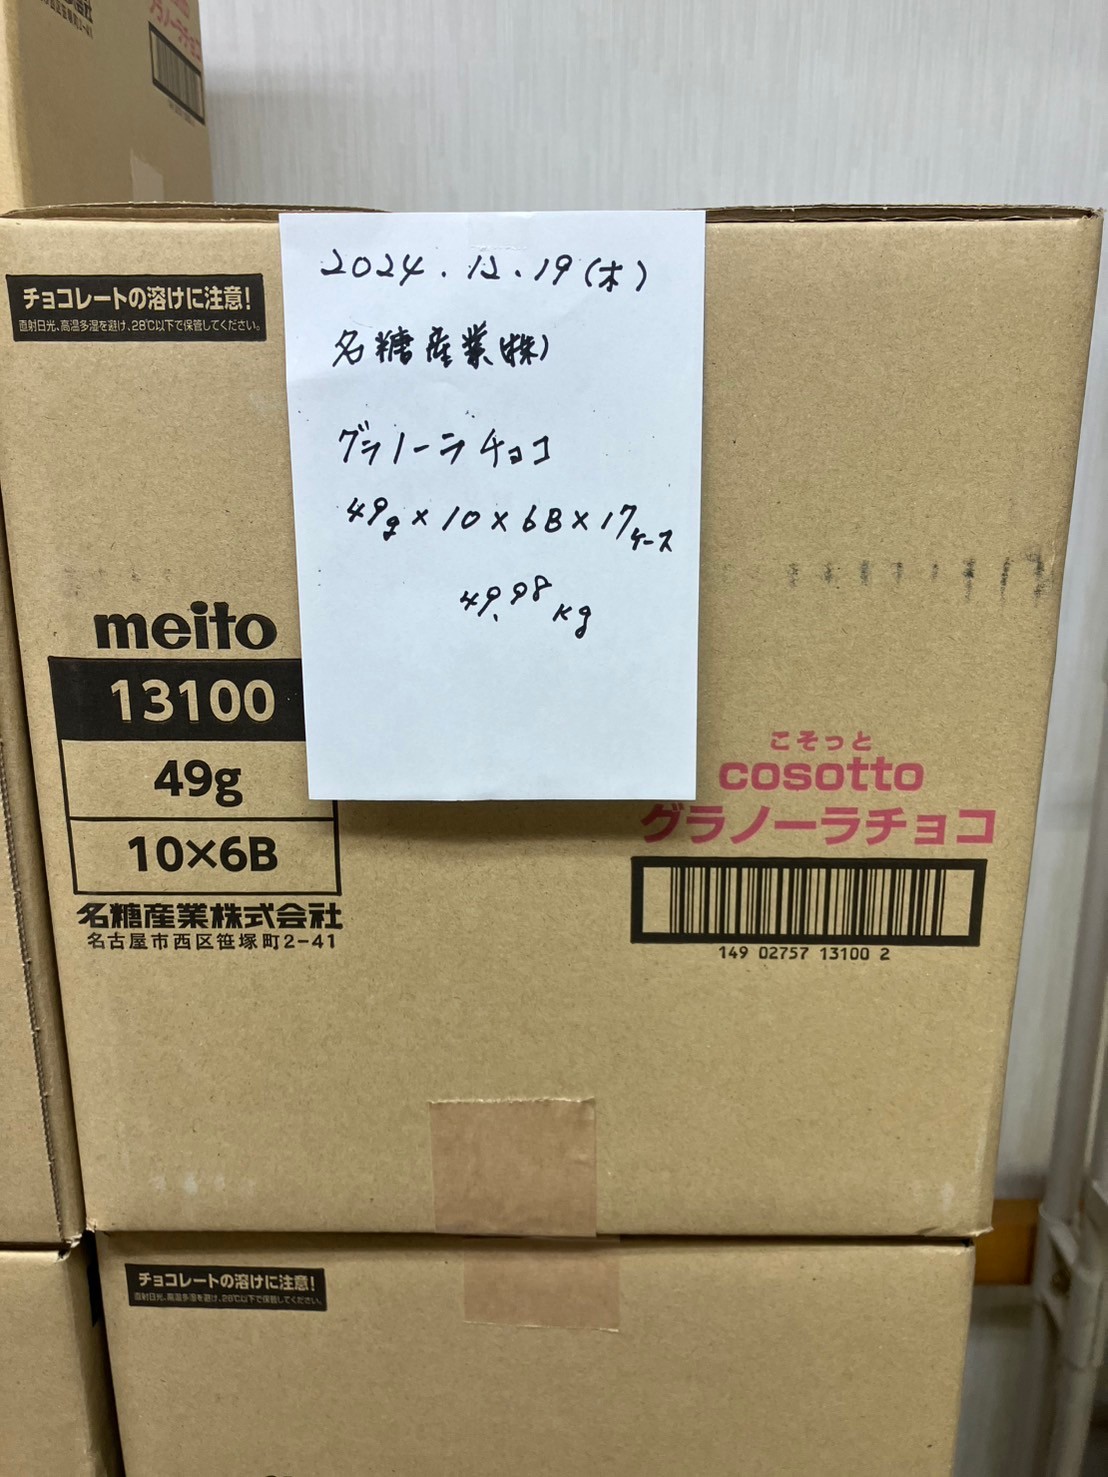 チョコレートの溶けに注意!
直射日光、高温多湿を避け、28℃以下で保管してください。
2024.12.19(木)
名糖産業(株)
グラノーラチョコ
49g×10×6B×17ケース
49.98kg
meito
13100
49g
10×6B
名糖産業株式会社
名古屋市西区笹塚町2-41
こそっと
cosotto
グラノーラチョコ
149 02757 13100 2
チョコレートの溶けに注意!
直射日光、高温多湿を避け、28℃以下で保管してください。